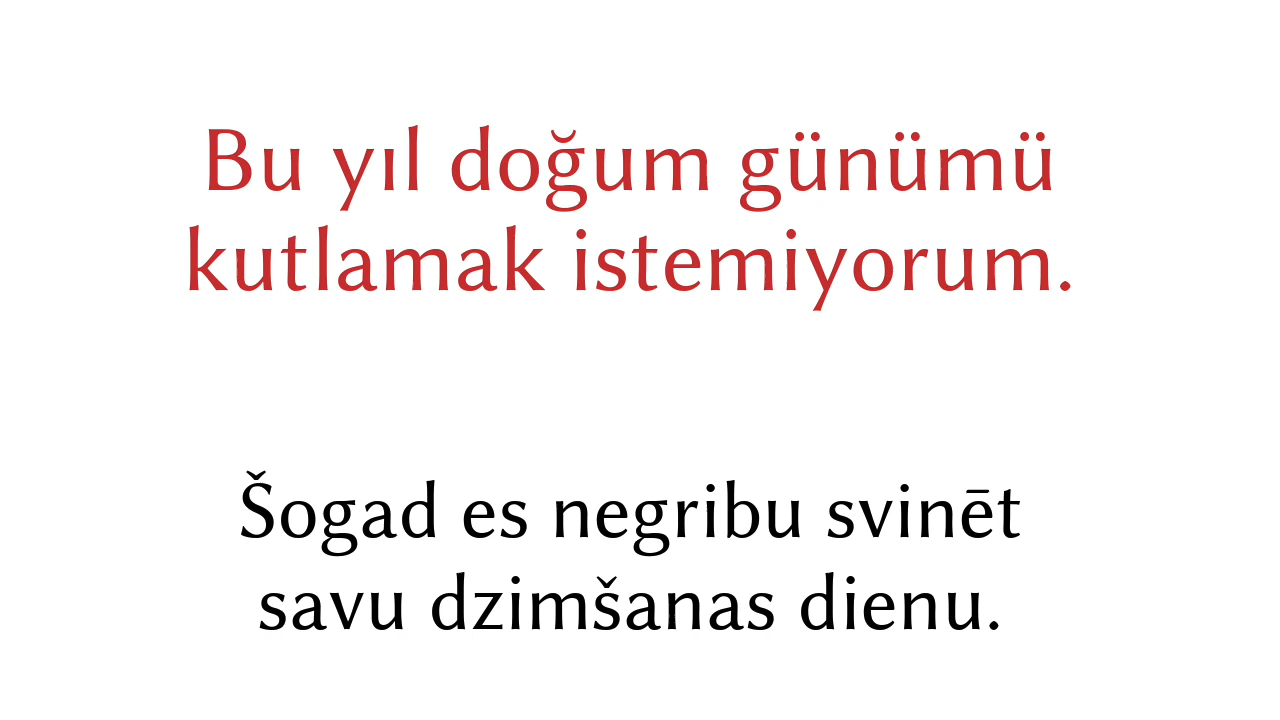 Bu yıl doğum günümü
kutlamak istemiyorum.
Šogad es negribu svinēt
savu dzimšanas dienu.